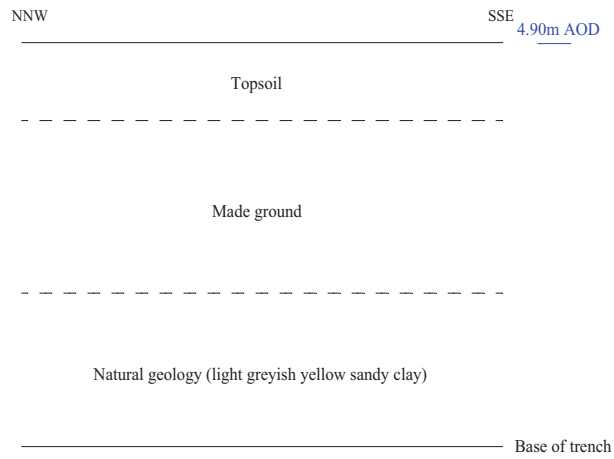 NNW
SSE
4.90m AOD
Topsoil
Made ground
Natural geology (light greyish yellow sandy clay)
Base of trench